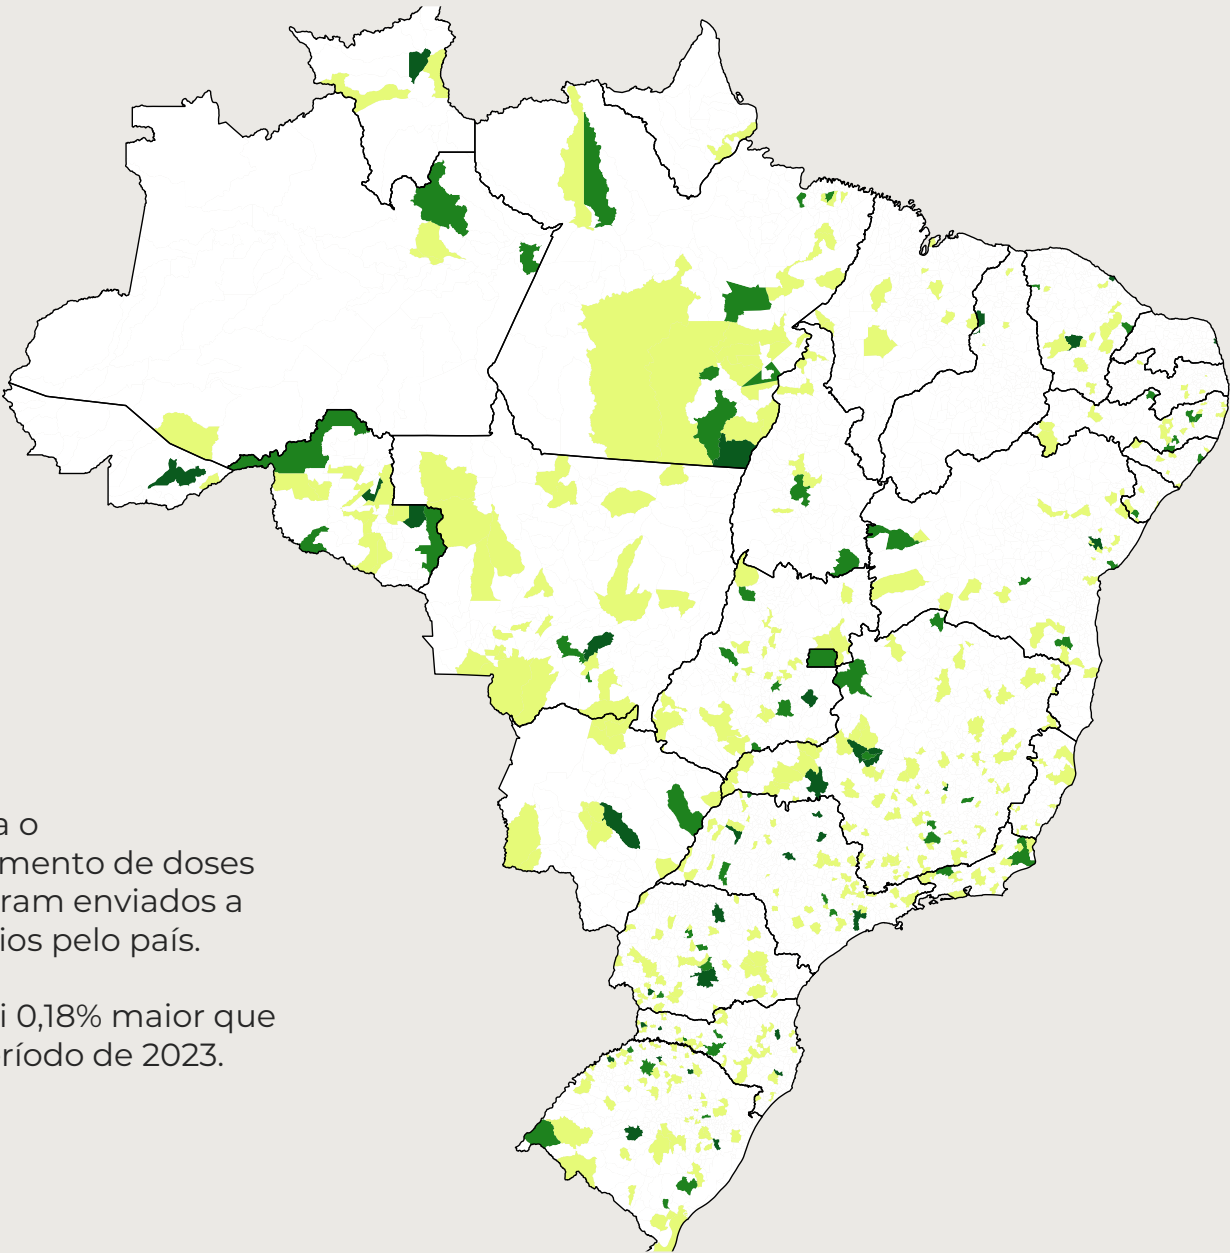 a o
mento de doses
ram enviados a
ios pelo país.
i 0,18% maior que
ríodo de 2023.